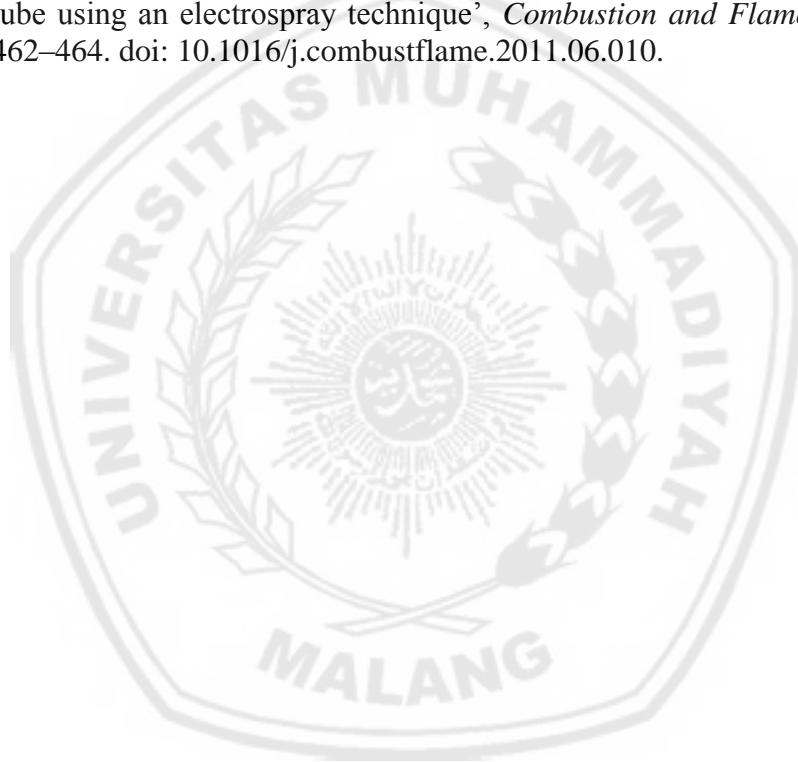 ube using an electrospray technique’, Combustion and Flame
462–464. doi: 10.1016/j.combustflame.2011.06.010.
UNIVERSITAS MUHAMMADIYAH
MALANG